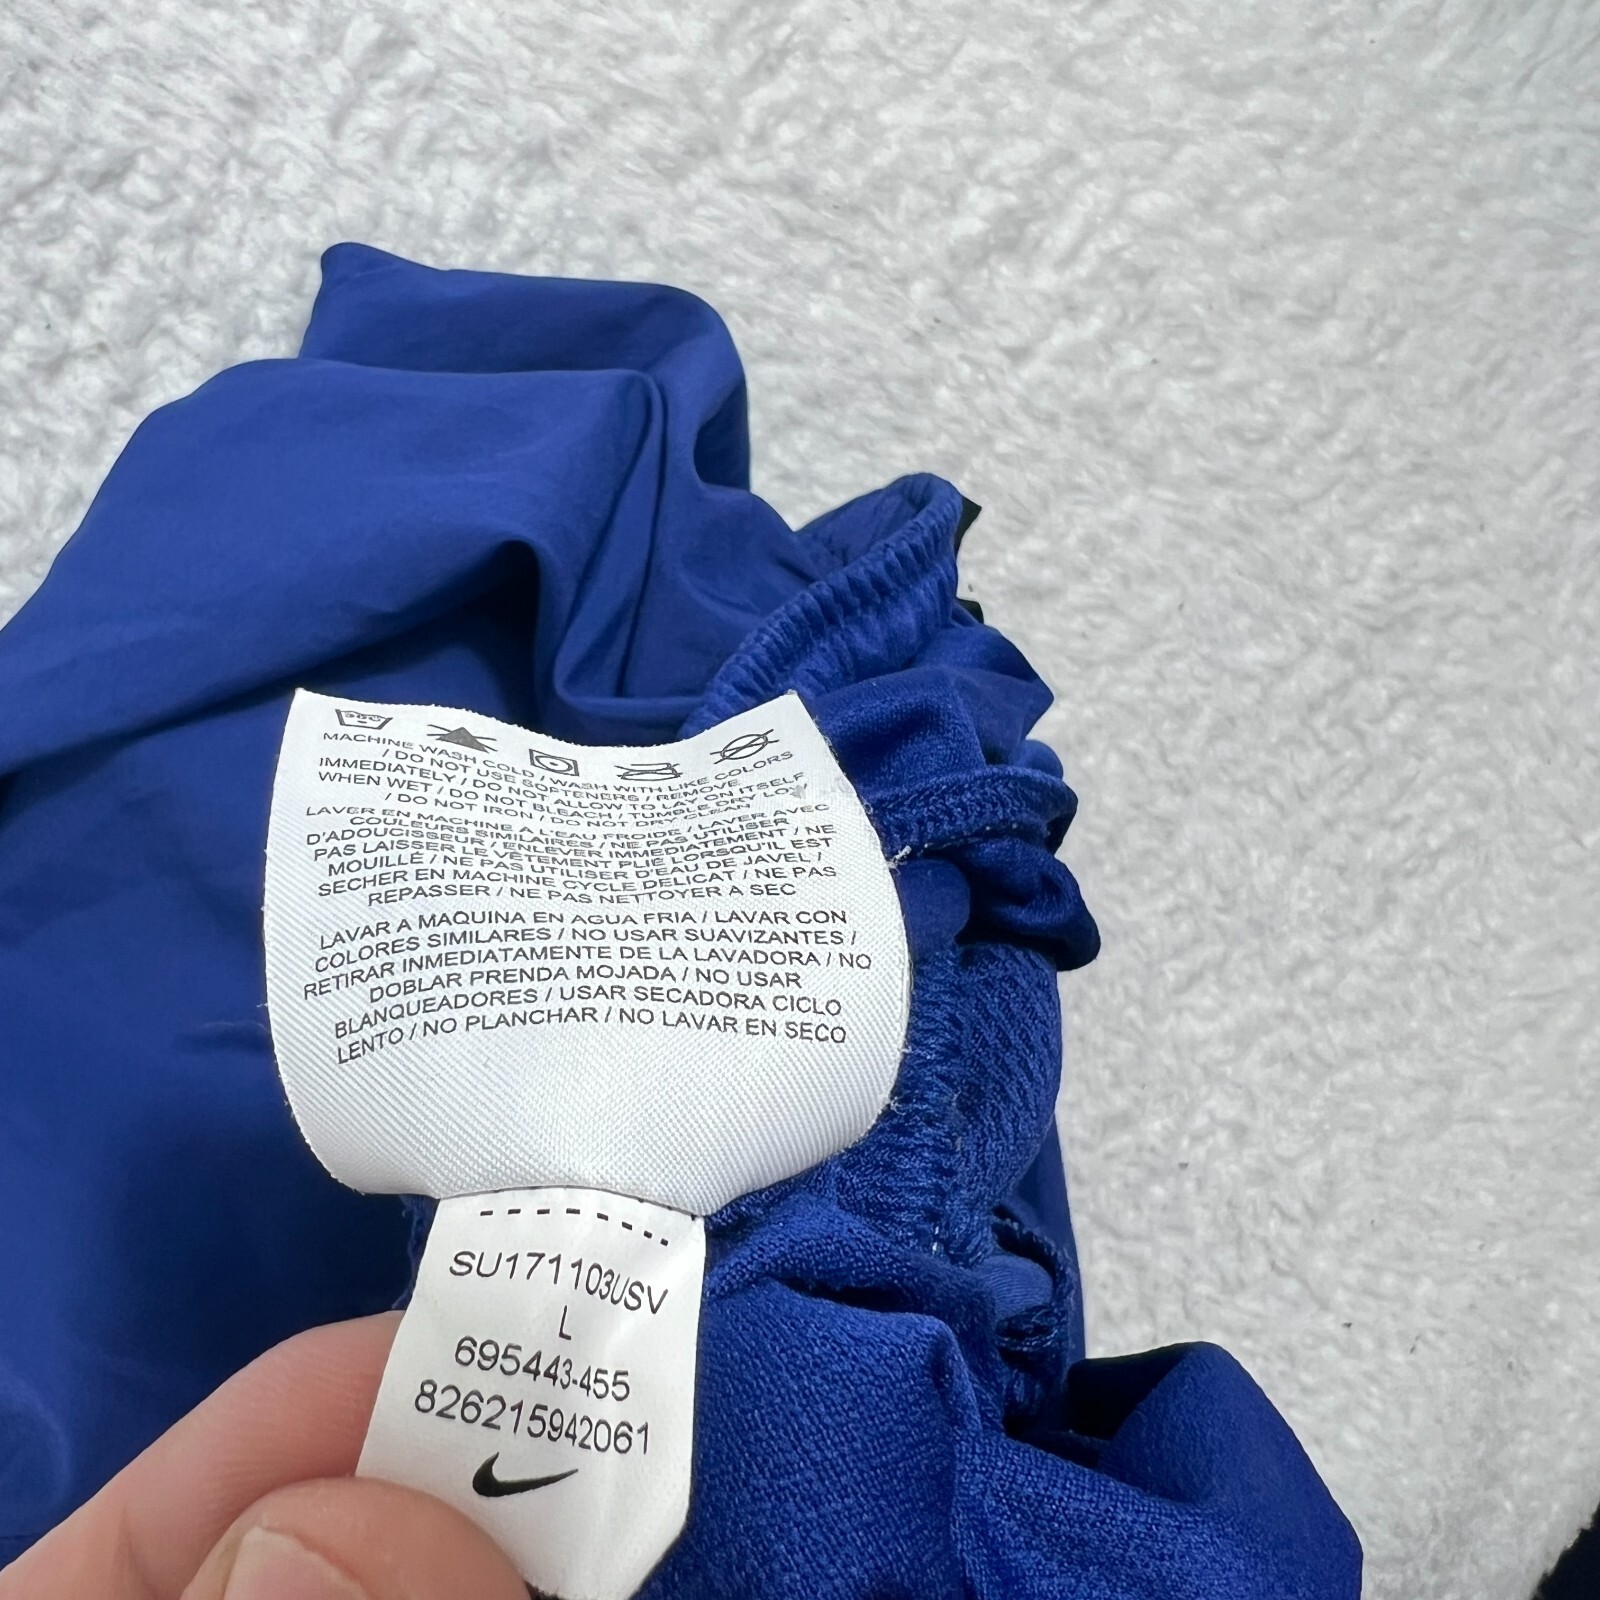 30°C
MACHINE WASH COLD / WASH WITH LIKE COLORS
/ DO NOT USE SOFTENERS / REMOVE
IMMEDIATELY / DO NOT ALLOW TO LAY ON ITSELF
WHEN WET / DO NOT BLEACH / TUMBLE DRY LOW
/ DO NOT IRON / DO NOT DRY CLEAN
LAVER EN MACHINE A L'EAU FROIDE / LAVER AVEC
COULEURS SIMILAIRES / NE PAS UTILISER
D'ADOUCISSEUR / ENLEVER IMMEDIATEMENT / NE
PAS LAISSER LE VÊTEMENT PLIE LORSQU'IL EST
MOUILLÉ / NE PAS UTILISER D'EAU DE JAVEL /
SECHER EN MACHINE CYCLE DELICAT / NE PAS
REPASSER / NE PAS NETTOYER A SEC
LAVAR A MAQUINA EN AGUA FRIA / LAVAR CON
COLORES SIMILARES / NO USAR SUAVIZANTES /
RETIRAR INMEDIATAMENTE DE LA LAVADORA / NO
DOBLAR PRENDA MOJADA / NO USAR
BLANQUEADORES / USAR SECADORA CICLO
LENTO / NO PLANCHAR / NO LAVAR EN SECO
SU171103USV
L
695443-455
826215942061